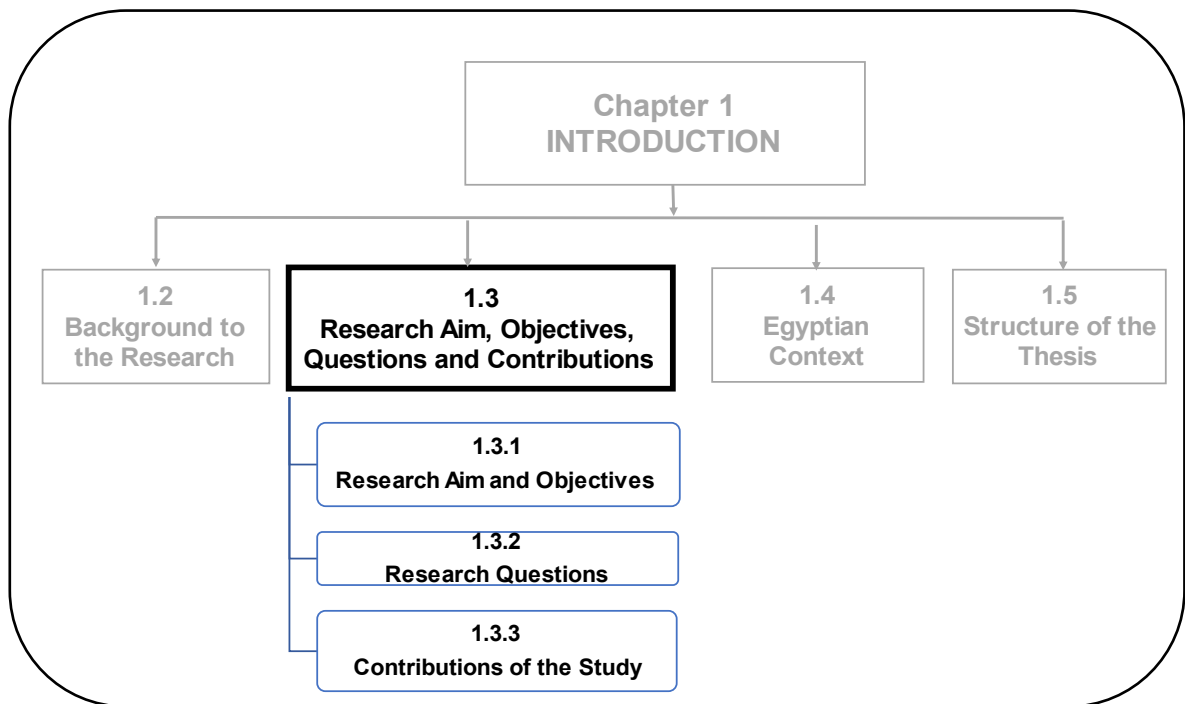 Chapter 1
INTRODUCTION
1.2
Background to
the Research
1.3
Research Aim, Objectives,
Questions and Contributions
1.4
Egyptian
Context
1.5
Structure of the
Thesis
1.3.1
Research Aim and Objectives
1.3.2
Research Questions
1.3.3
Contributions of the Study